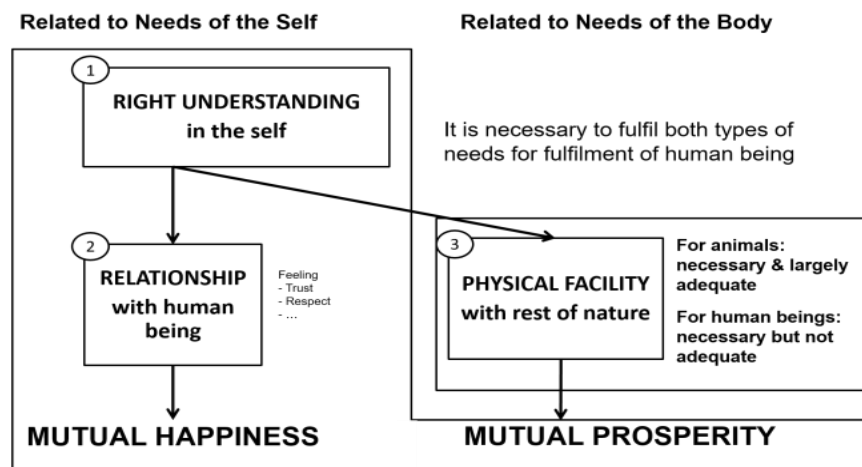 Related to Needs of the Self
Related to Needs of the Body
1
RIGHT UNDERSTANDING
in the self
It is necessary to fulfil both types of
needs for fulfilment of human being
2
RELATIONSHIP
with human
being
Feeling
- Trust
- Respect
- ...
3
PHYSICAL FACILITY
with rest of nature
For animals:
necessary & largely
adequate
For human beings:
necessary but not
adequate
MUTUAL HAPPINESS
MUTUAL PROSPERITY